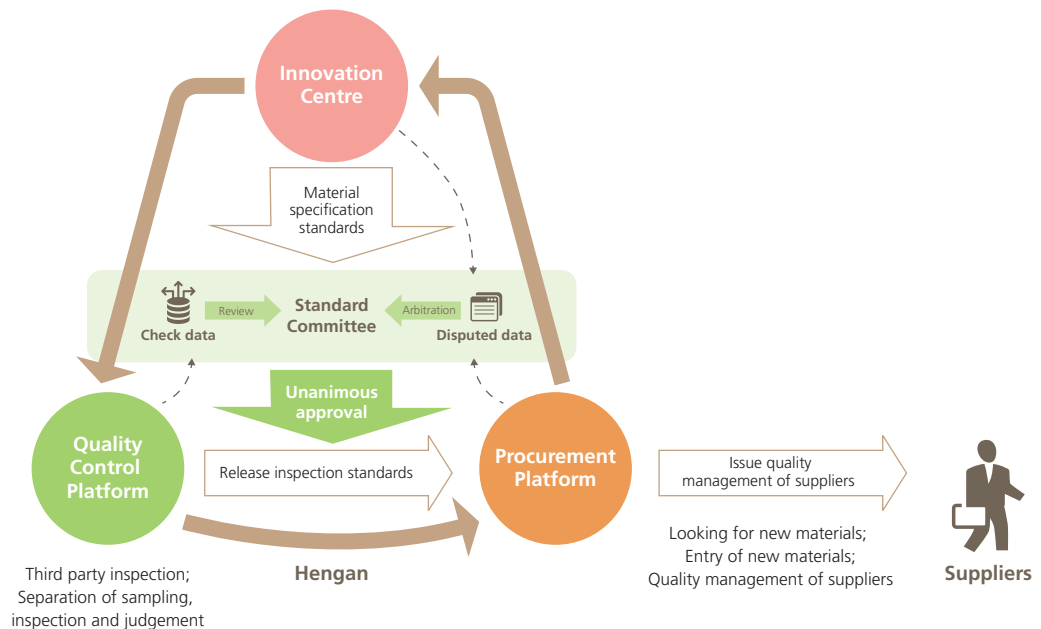 Innovation
Centre
Material
specification
standards
Review
Standard
Committee
Arbitration
Check data
Disputed data
Unanimous
approval
Quality
Control
Platform
Release inspection standards
Procurement
Platform
Issue quality
management of suppliers
Looking for new materials;
Entry of new materials;
Quality management of suppliers
Suppliers
Hengan
Third party inspection;
Separation of sampling,
inspection and judgement